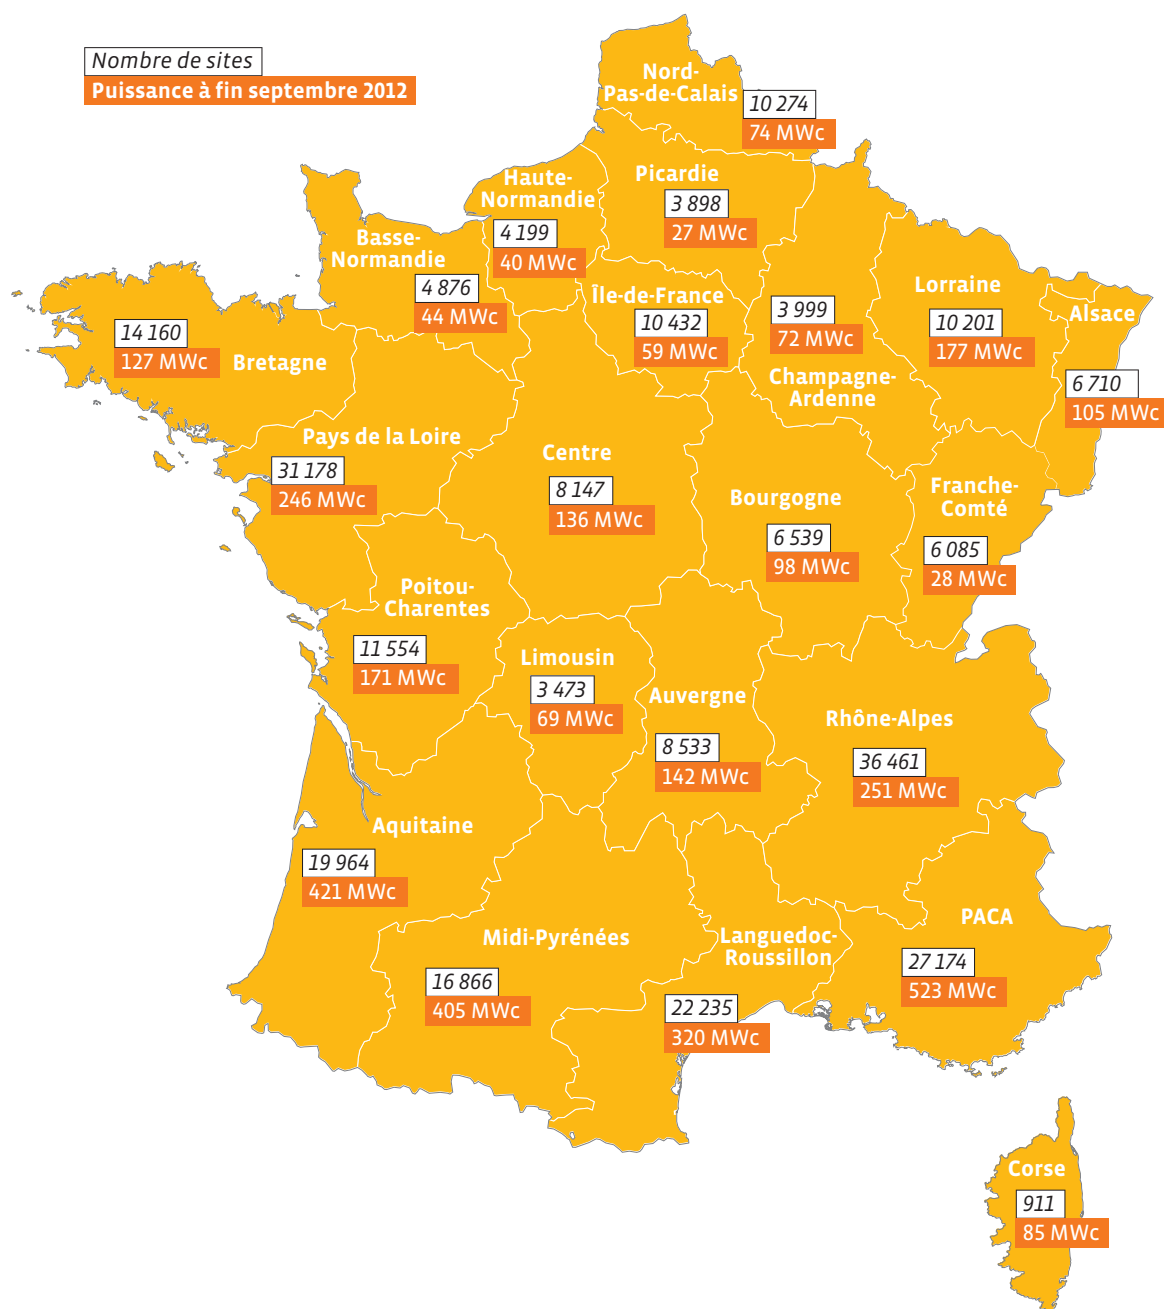 Nombre de sites
Puissance à fin septembre 2012
Nord-
Pas-de-Calais
10 274
74 MWc
Picardie
3 898
27 MWc
Haute-
Normandie
4 199
40 MWc
Basse-
Normandie
4 876
44 MWc
Île-de-France
10 432
59 MWc
3 999
72 MWc
Champagne-
Ardenne
Lorraine
10 201
177 MWc
Alsace
6 710
105 MWc
14 160
127 MWc
Bretagne
Pays de la Loire
31 178
246 MWc
Centre
8 147
136 MWc
Bourgogne
6 539
98 MWc
Franche-
Comté
6 085
28 MWc
Poitou-
Charentes
11 554
171 MWc
Limousin
3 473
69 MWc
Auvergne
8 533
142 MWc
Rhône-Alpes
36 461
251 MWc
Aquitaine
19 964
421 MWc
Midi-Pyrénées
16 866
405 MWc
Languedoc-
Roussillon
22 235
320 MWc
PACA
27 174
523 MWc
Corse
911
85 MWc